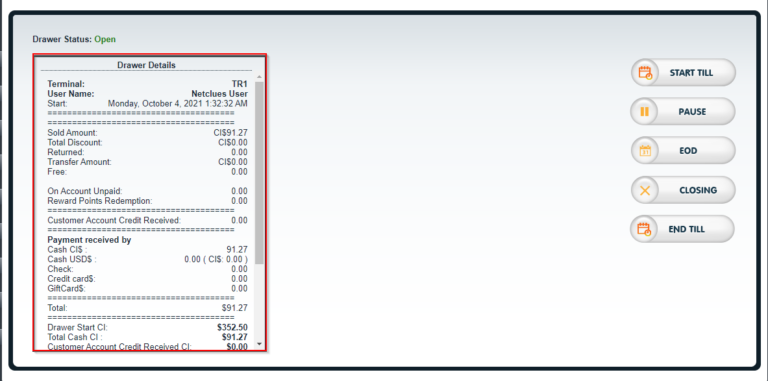 Drawer Status: Open
Drawer Details
Terminal: TR1
User Name: Netclues User
Start: Monday, October 4, 2021 1:32:32 AM
======================================
======================================
Sold Amount: CI$91.27
Total Discount: CI$0.00
Returned: 0.00
Transfer Amount: CI$0.00
Free: 0.00
On Account Unpaid: 0.00
Reward Points Redemption: 0.00
======================================
Customer Account Credit Received: 0.00
======================================
Payment received by
Cash CI$ : 91.27
Cash USD$ : 0.00 ( CI$: 0.00 )
Check: 0.00
Credit card$: 0.00
GiftCard$: 0.00
======================================
Total: $91.27
======================================
Drawer Start CI: $352.50
Total Cash CI : $91.27
Customer Account Credit Received CI: $0.00
START TILL
PAUSE
EOD
CLOSING
END TILL